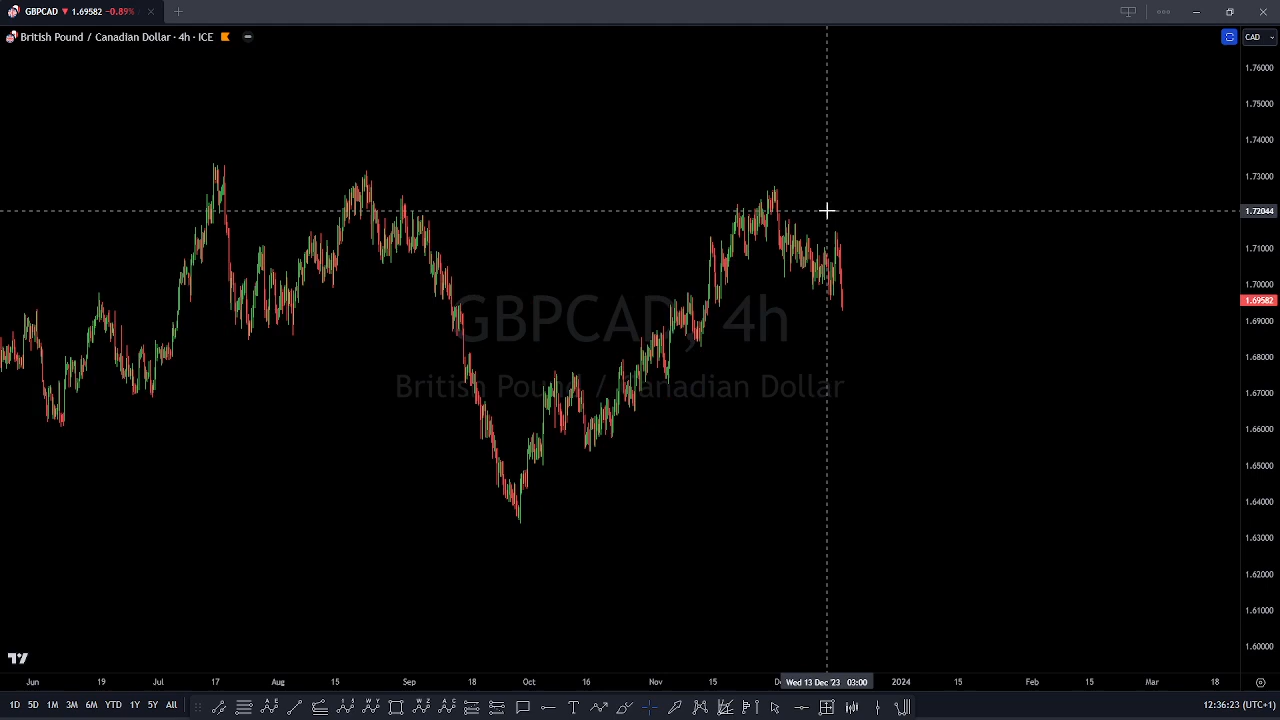 GBPCAD ▼ 1.69582 -0.89%
British Pound / Canadian Dollar · 4h · ICE
CAD
1.76000
1.75000
1.74000
1.73000
1.72044
1.71000
1.70000
1.69582
1.69000
1.68000
1.67000
1.66000
1.65000
1.64000
1.63000
1.62000
1.61000
1.60000
GBPCAD, 4h
British Pound / Canadian Dollar
Jun 19 Jul 17 Aug 15 Sep 18 Oct 16 Nov 15 Wed 13 Dec '23 03:00 2024 15 Feb 15 Mar 18
1D 5D 1M 3M 6M YTD 1Y 5Y All
12:36:23 (UTC+1)